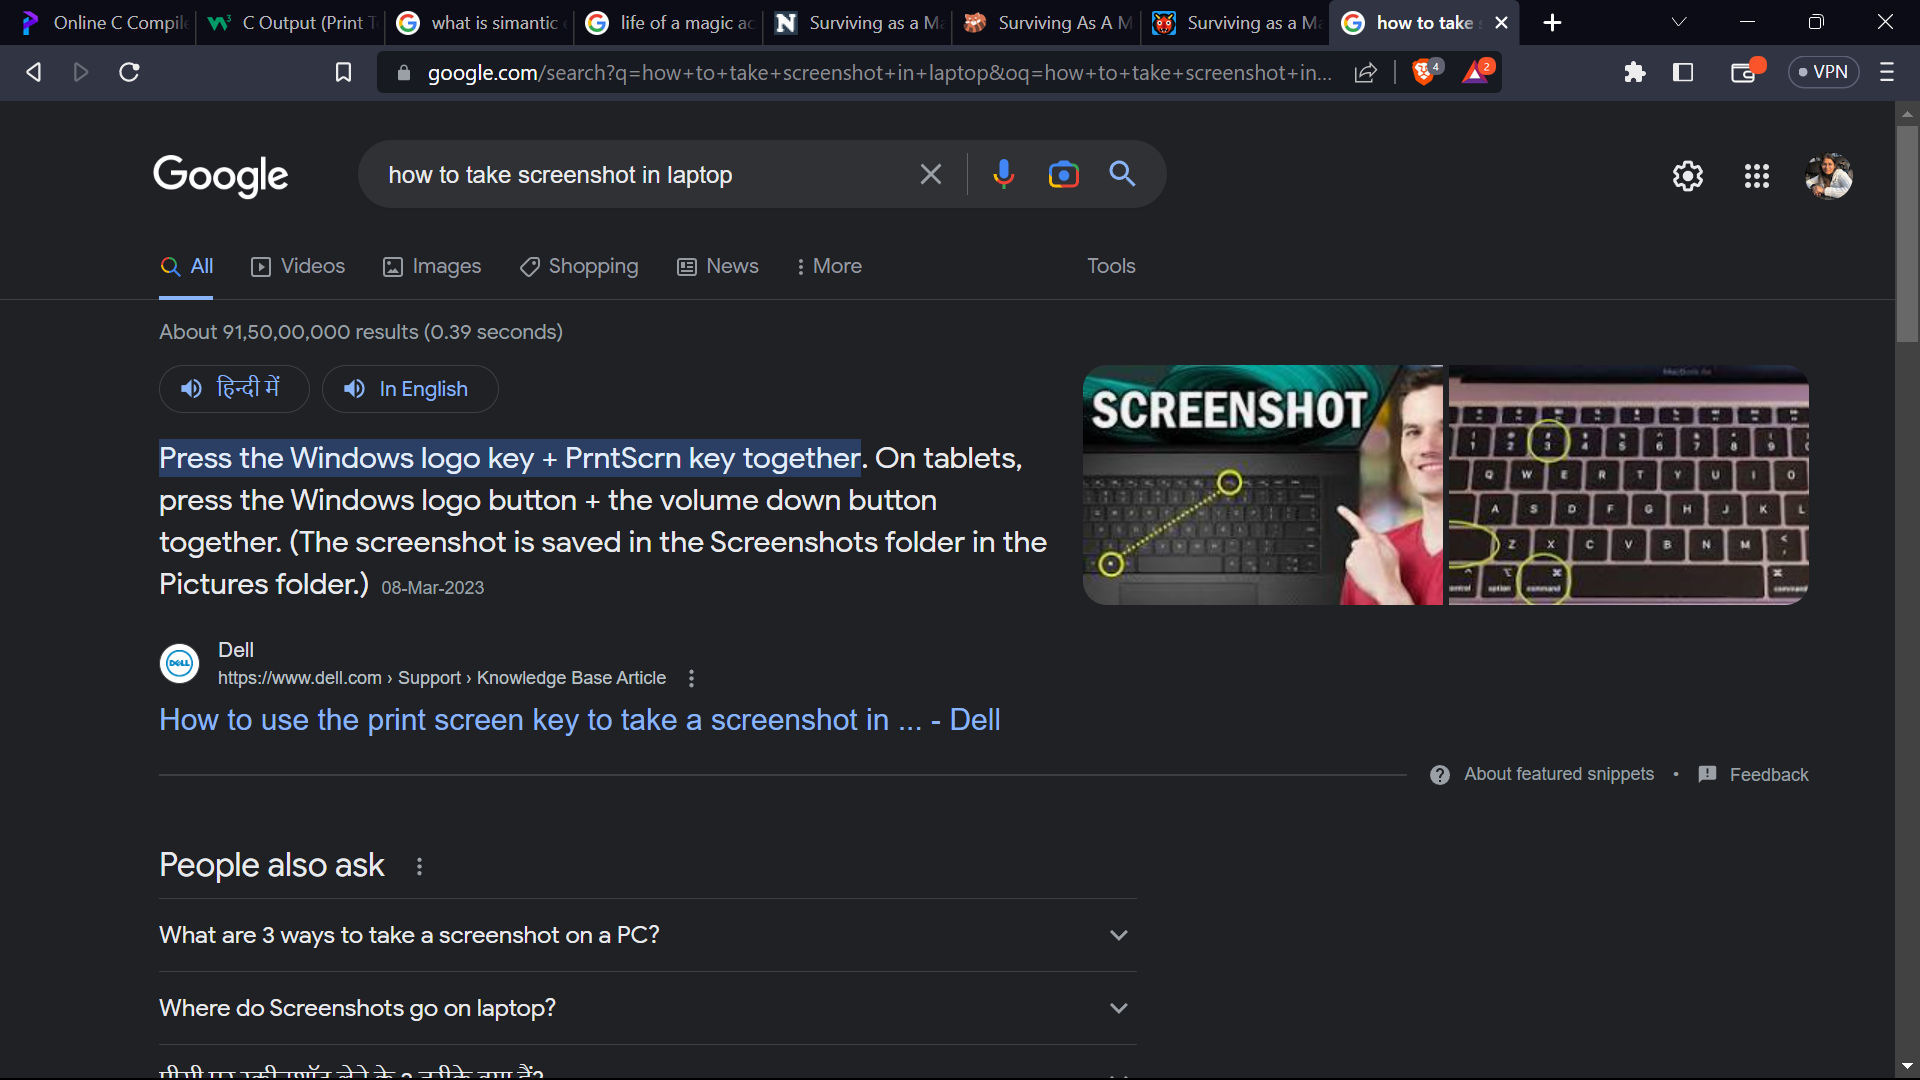 Online C Compil
C Output (Print T
what is simantic
life of a magic ac
Surviving as a Ma
Surviving As A M
Surviving as a Ma
how to take
google.com/search?q=how+to+take+screenshot+in+laptop&oq=how+to+take+screenshot+in...
4
2
VPN
Google
how to take screenshot in laptop
All
Videos
Images
Shopping
News
More
Tools
About 91,50,00,000 results (0.39 seconds)
हिन्दी में
In English
Press the Windows logo key + PrntScrn key together. On tablets,
press the Windows logo button + the volume down button
together. (The screenshot is saved in the Screenshots folder in the
Pictures folder.) 08-Mar-2023
SCREENSHOT
Dell
https://www.dell.com › Support › Knowledge Base Article
How to use the print screen key to take a screenshot in ... - Dell
About featured snippets • Feedback
People also ask
What are 3 ways to take a screenshot on a PC?
Where do Screenshots go on laptop?